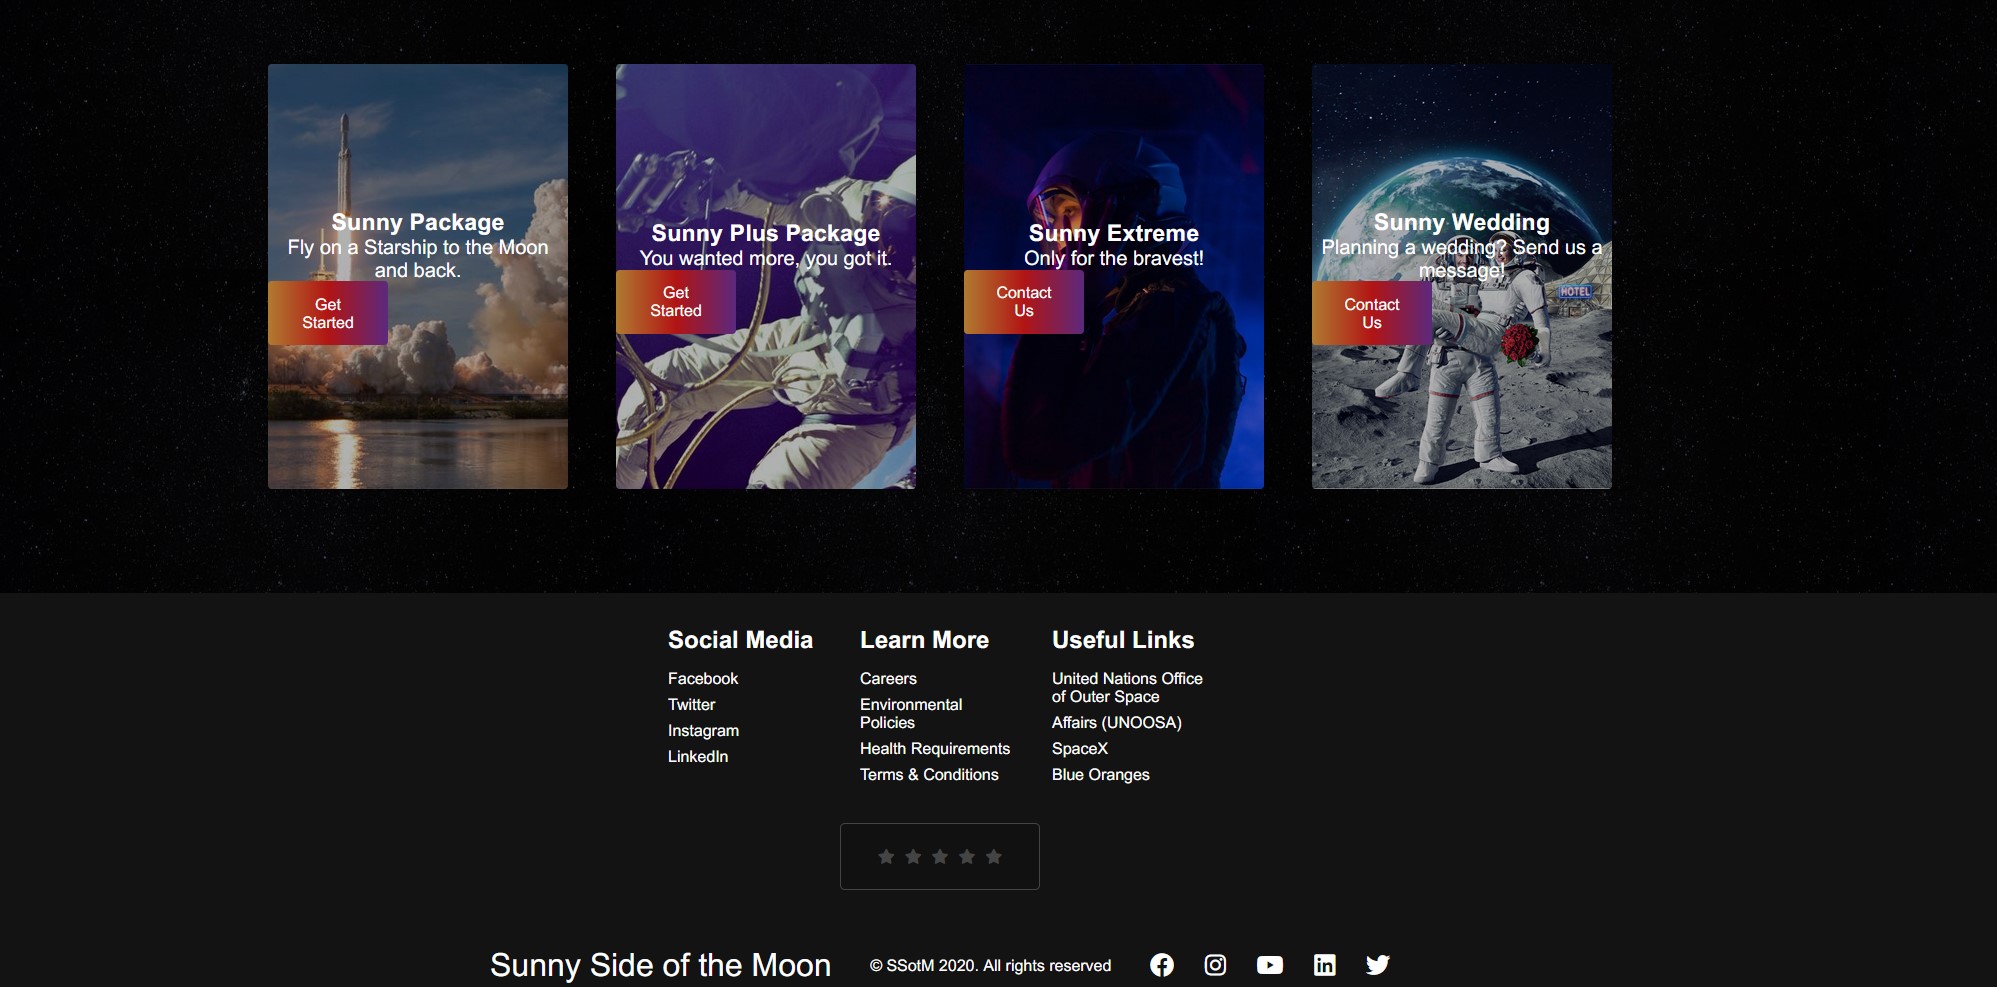 Sunny Package
Fly on a Starship to the Moon
and back.
Get
Started
Sunny Plus Package
You wanted more, you got it.
Get
Started
Sunny Extreme
Only for the bravest!
Contact
Us
Sunny Wedding
Planning a wedding? Send us a
message!
HOTEL
Contact
Us
Social Media
Facebook
Twitter
Instagram
LinkedIn
Learn More
Careers
Environmental
Policies
Health Requirements
Terms & Conditions
Useful Links
United Nations Office
of Outer Space
Affairs (UNOOSA)
SpaceX
Blue Oranges
Sunny Side of the Moon
© SSotM 2020. All rights reserved